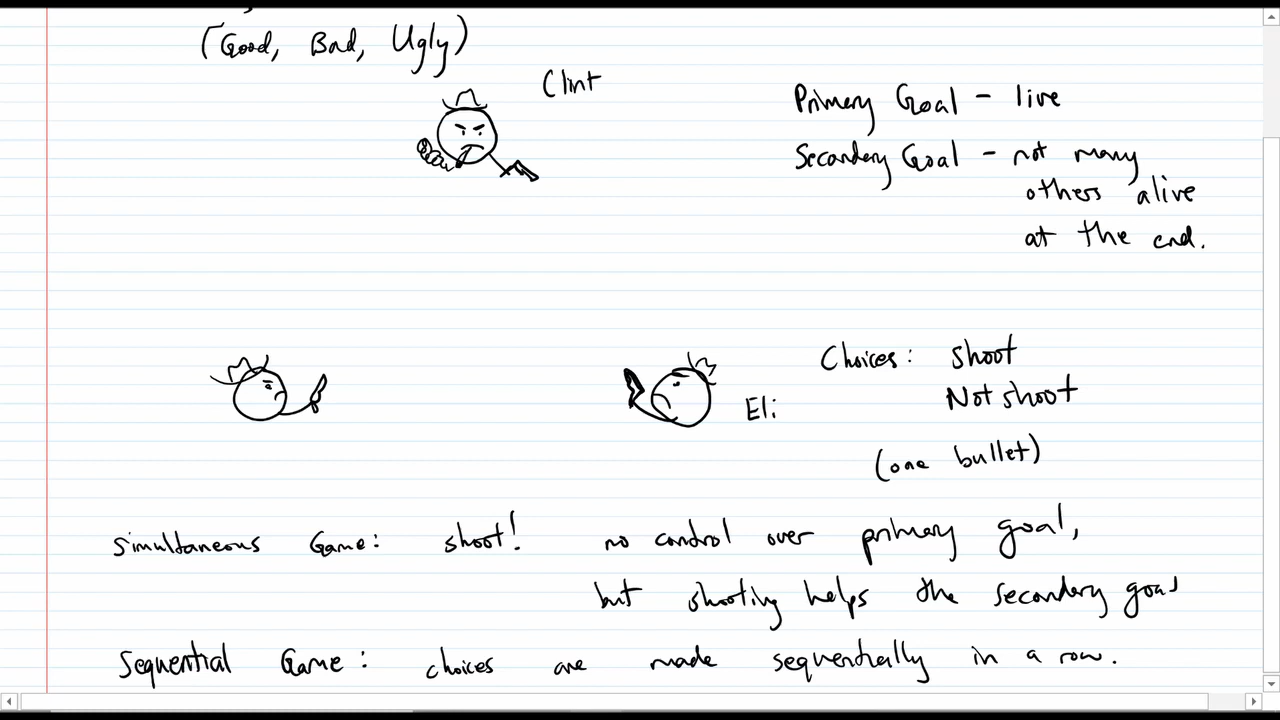 (Good, Bad, Ugly)
Clint
Primary Goal - live
Secondary Goal - not many
others alive
at the end.
Eli
Choices: shoot
Not shoot
(one bullet)
Simultaneous Game: shoot! no control over primary goal,
but shooting helps the secondary goal
Sequential Game: choices are made sequentially in a row.